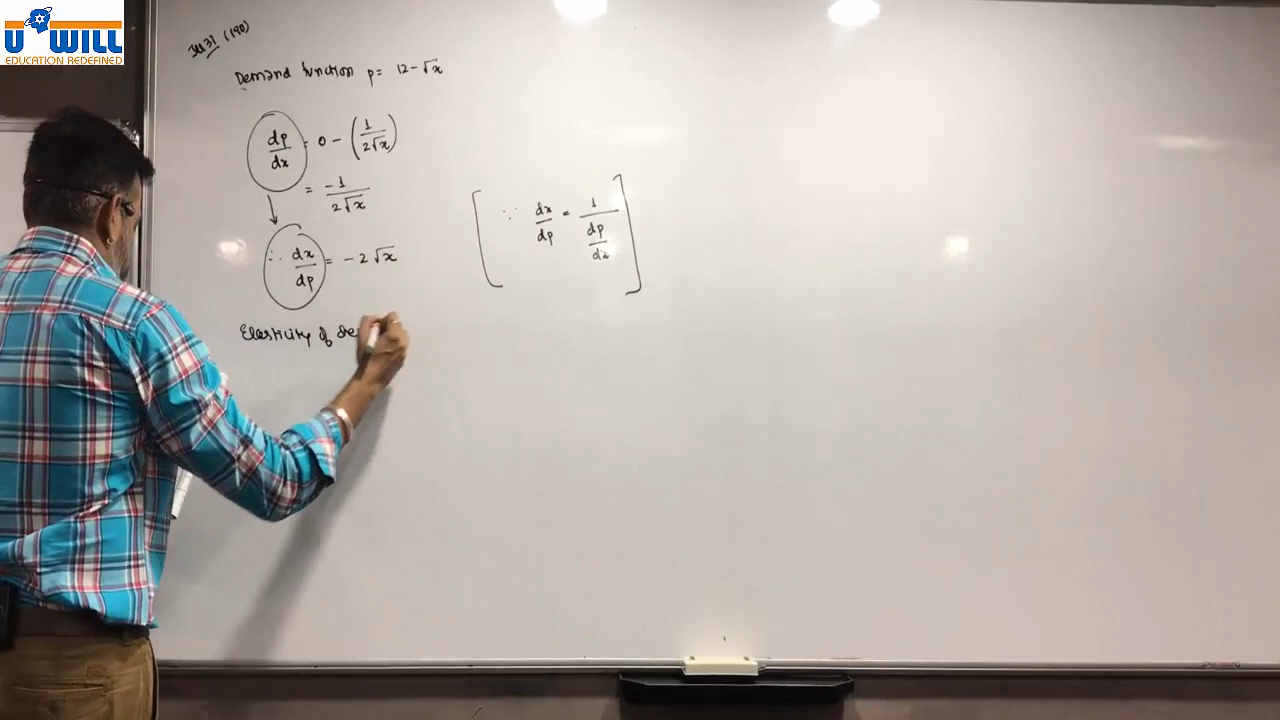 U WILL
EDUCATION REDEFINED
(190)
Demand function p = 12 - √x
dp/dx = 0 - (1/2√x)
= -1/2√x
∴ dx/dp = -2√x
[∵ dx/dp = 1/(dp/dx)]
Elasticity of de